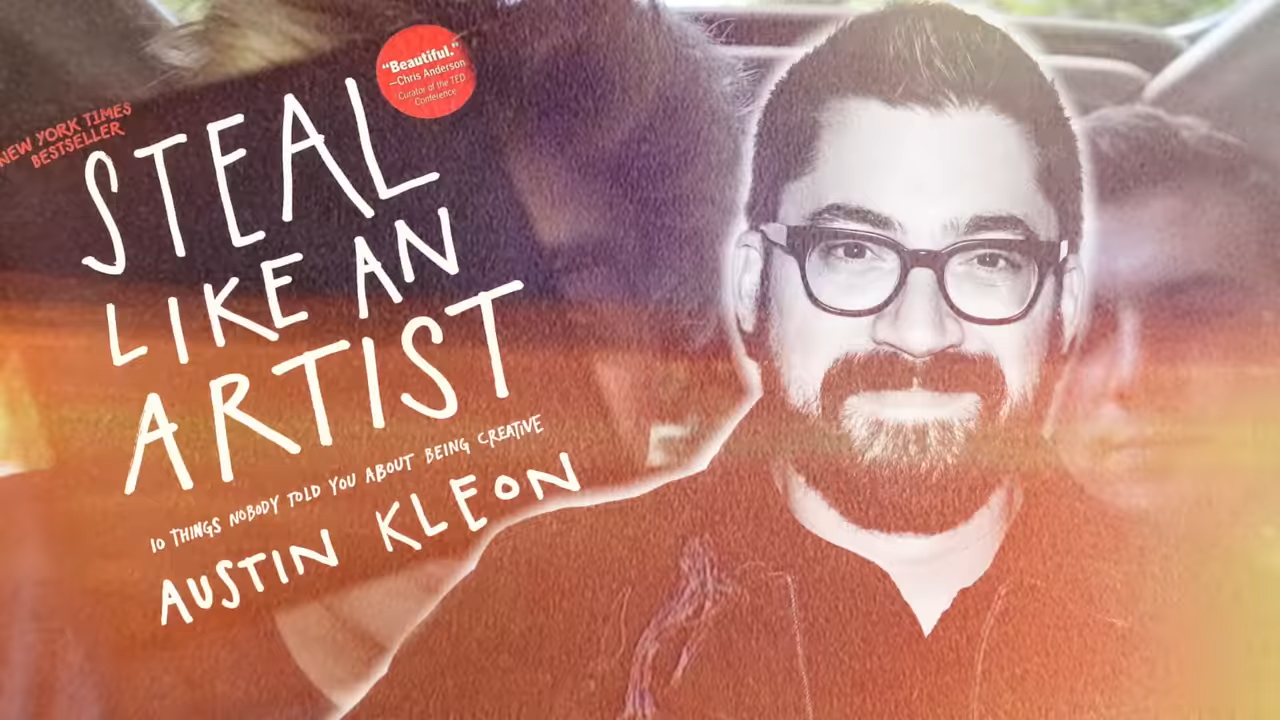 “Beautiful.”
—Chris Anderson
Curator of the TED
Conference
NEW YORK TIMES
BESTSELLER
STEAL
LIKE AN
ARTIST
10 THINGS NOBODY TOLD YOU ABOUT BEING CREATIVE
AUSTIN KLEON